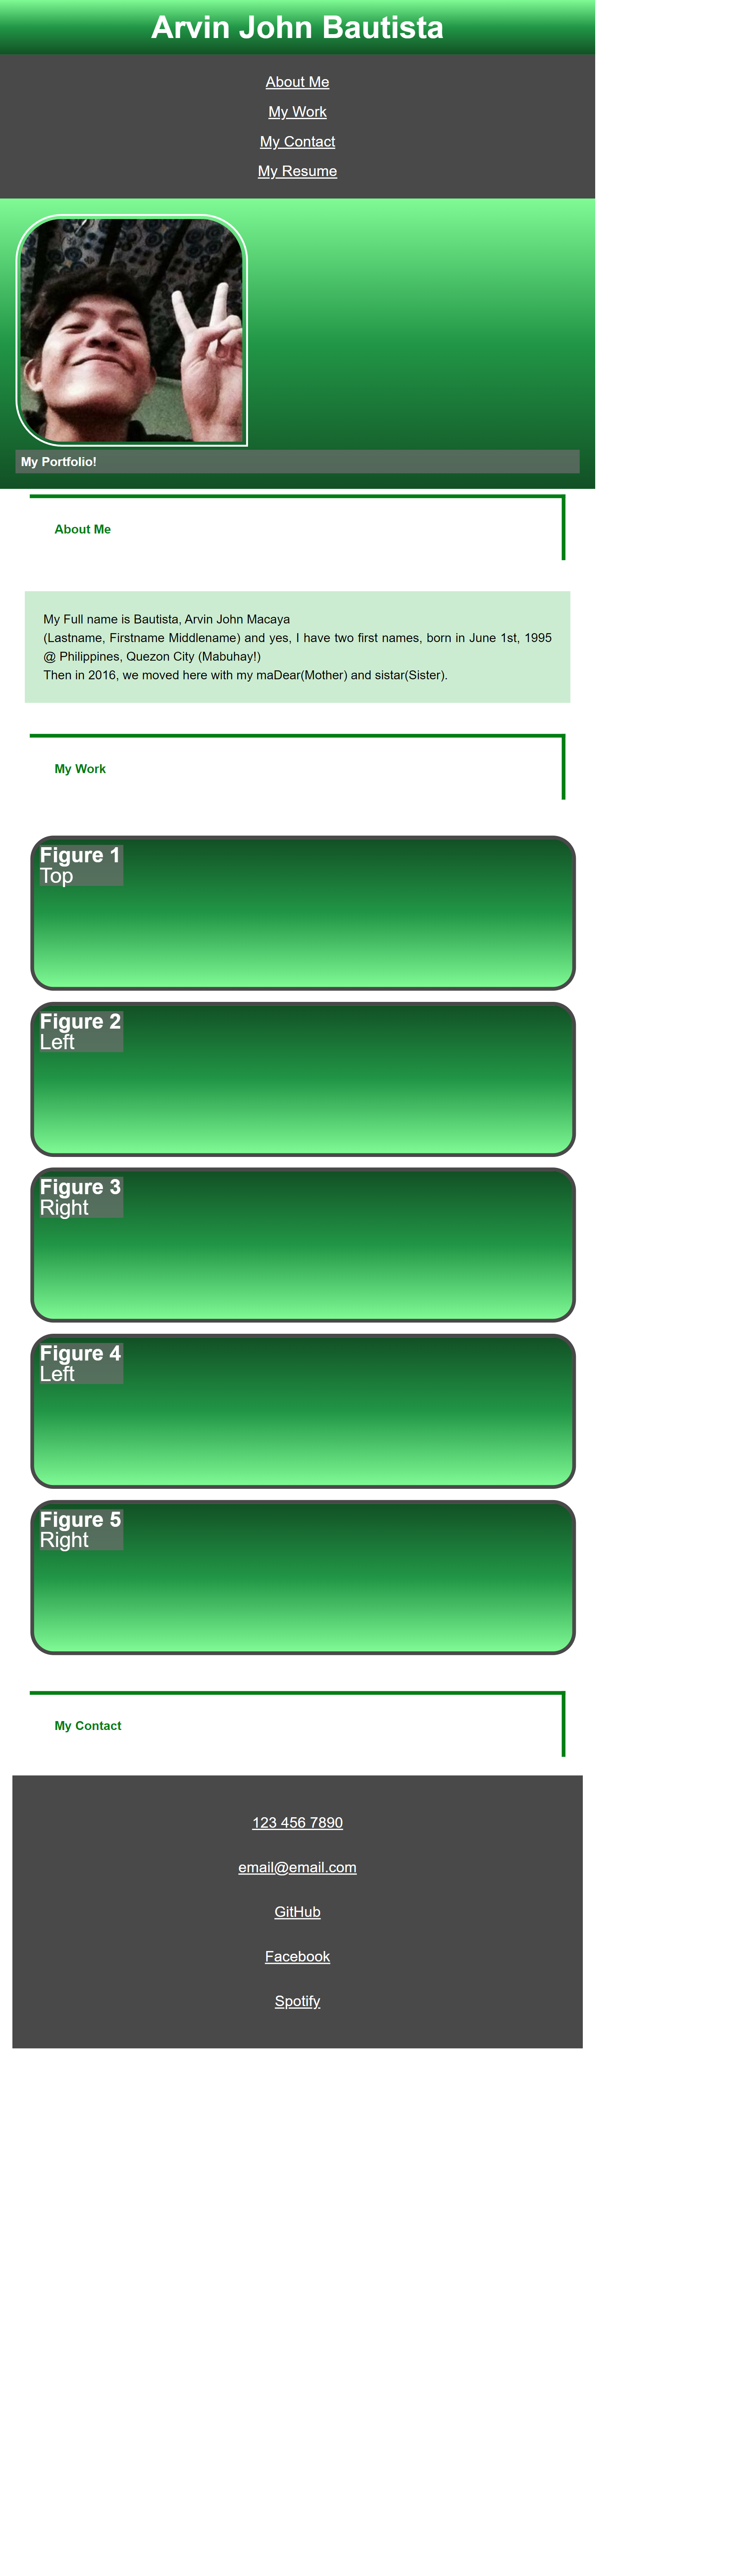 Arvin John Bautista
About Me
My Work
My Contact
My Resume
My Portfolio!
About Me
My Full name is Bautista, Arvin John Macaya
(Lastname, Firstname Middlename) and yes, I have two first names, born in June 1st, 1995
@ Philippines, Quezon City (Mabuhay!)
Then in 2016, we moved here with my maDear(Mother) and sistar(Sister).
My Work
Figure 1
Top
Figure 2
Left
Figure 3
Right
Figure 4
Left
Figure 5
Right
My Contact
123 456 7890
email@email.com
GitHub
Facebook
Spotify